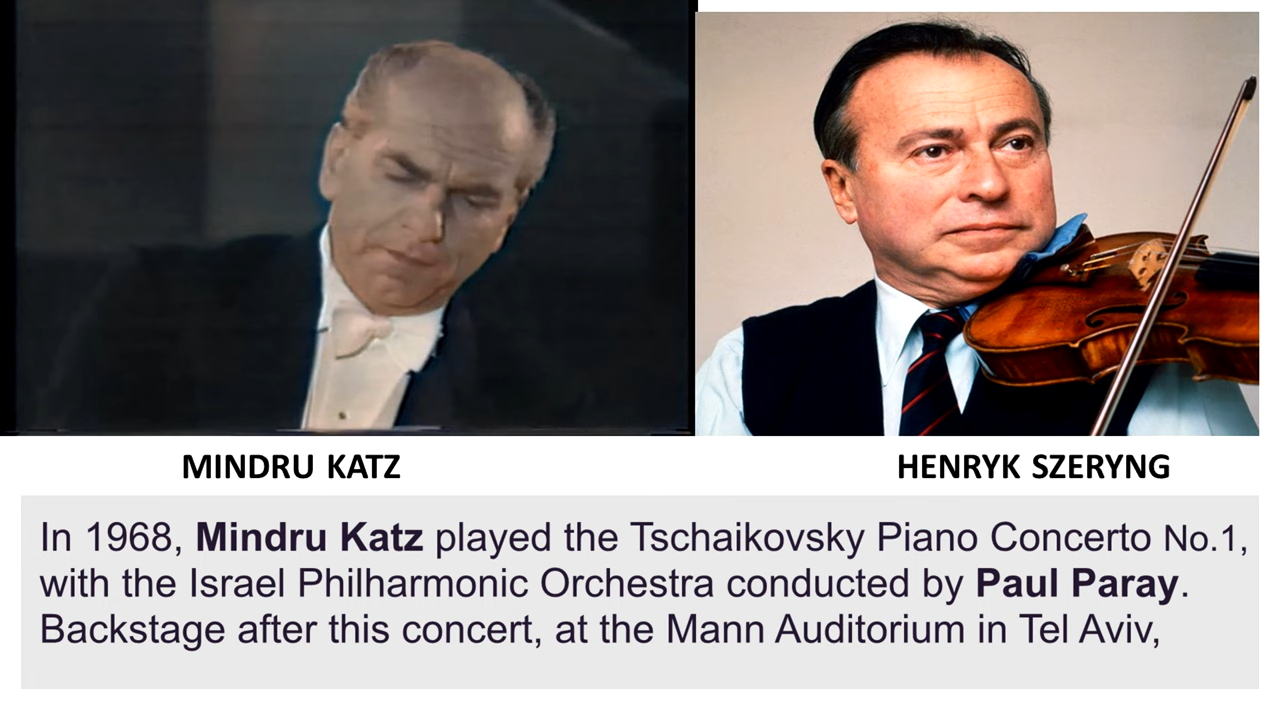 MINDRU KATZ
HENRYK SZERYNG
In 1968, Mindru Katz played the Tschaikovsky Piano Concerto No.1,
with the Israel Philharmonic Orchestra conducted by Paul Paray.
Backstage after this concert, at the Mann Auditorium in Tel Aviv,